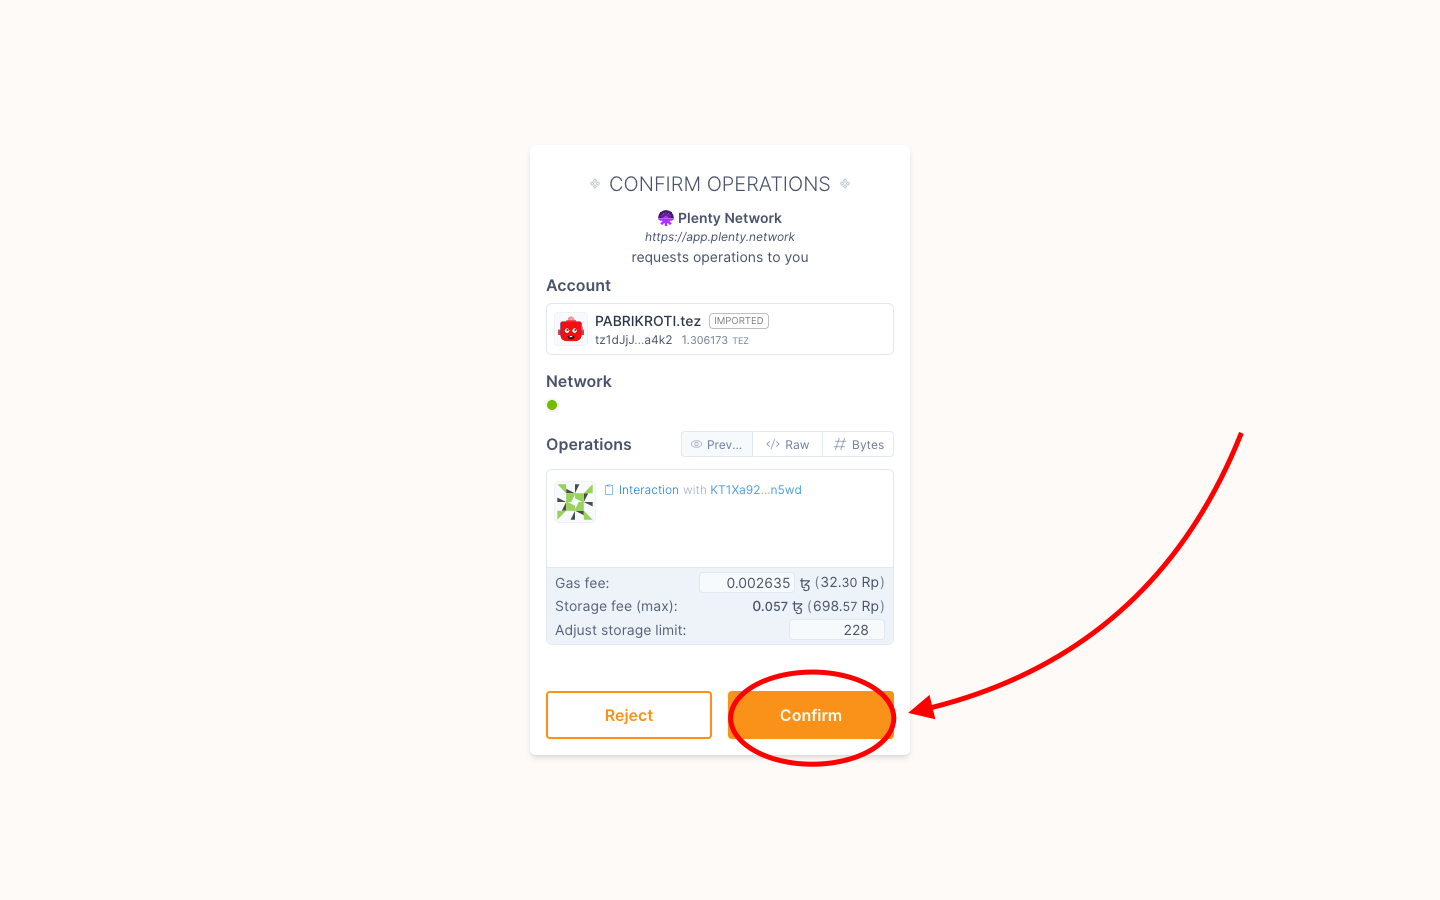 CONFIRM OPERATIONS
Plenty Network
https://app.plenty.network
requests operations to you
Account
PABRIKROTI.tez IMPORTED
tz1dJjJ...a4k2 1.306173 TEZ
Network
Operations Prev... </> Raw # Bytes
Interaction with KT1Xa92...n5wd
Gas fee: 0.002635 ꜩ (32.30 Rp)
Storage fee (max): 0.057 ꜩ (698.57 Rp)
Adjust storage limit: 228
Reject Confirm